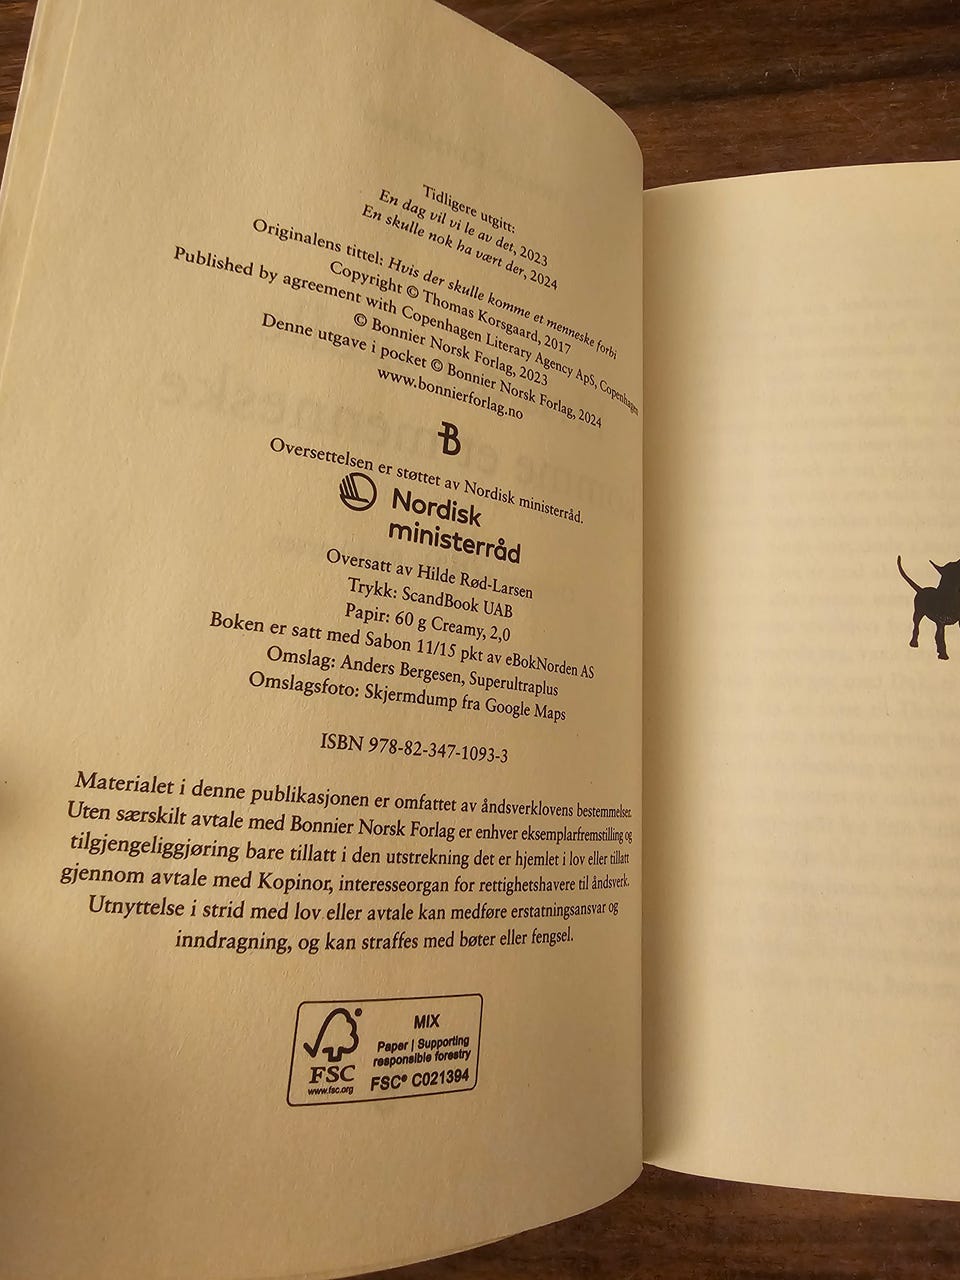 Tidligere utgitt:
En dag vil vi le av det, 2023
En skulle nok ha vært der, 2024
Originalens tittel: Hvis der skulle komme et menneske forbi
Copyright © Thomas Korsgaard, 2017
Published by agreement with Copenhagen Literary Agency ApS, Copenhagen
© Bonnier Norsk Forlag, 2023
Denne utgave i pocket © Bonnier Norsk Forlag, 2024
www.bonnierforlag.no
B
Oversettelsen er støttet av Nordisk ministerråd.
Nordisk
ministerråd
Oversatt av Hilde Rød-Larsen
Trykk: ScandBook UAB
Papir: 60 g Creamy, 2,0
Boken er satt med Sabon 11/15 pkt av eBokNorden AS
Omslag: Anders Bergesen, Superultraplus
Omslagsfoto: Skjermdump fra Google Maps
ISBN 978-82-347-1093-3
Materialet i denne publikasjonen er omfattet av åndsverklovens bestemmelser.
Uten særskilt avtale med Bonnier Norsk Forlag er enhver eksemplarfremstilling og
tilgjengeliggjøring bare tillatt i den utstrekning det er hjemlet i lov eller tillatt
gjennom avtale med Kopinor, interesseorgan for rettighetshavere til åndsverk.
Utnyttelse i strid med lov eller avtale kan medføre erstatningsansvar og
inndragning, og kan straffes med bøter eller fengsel.
FSC
www.fsc.org
MIX
Paper | Supporting
responsible forestry
FSC® C021394